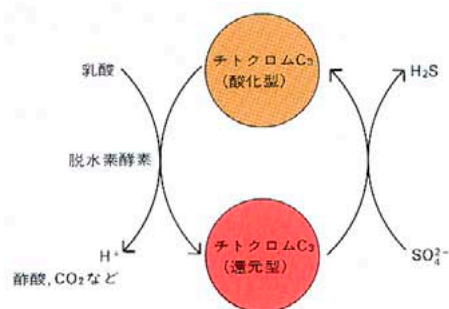 チトクロムC₃
(酸化型)
乳酸
H₂S
脱水素酵素
チトクロムC₃
(還元型)
H⁺
酢酸,CO₂など
SO₄²⁻